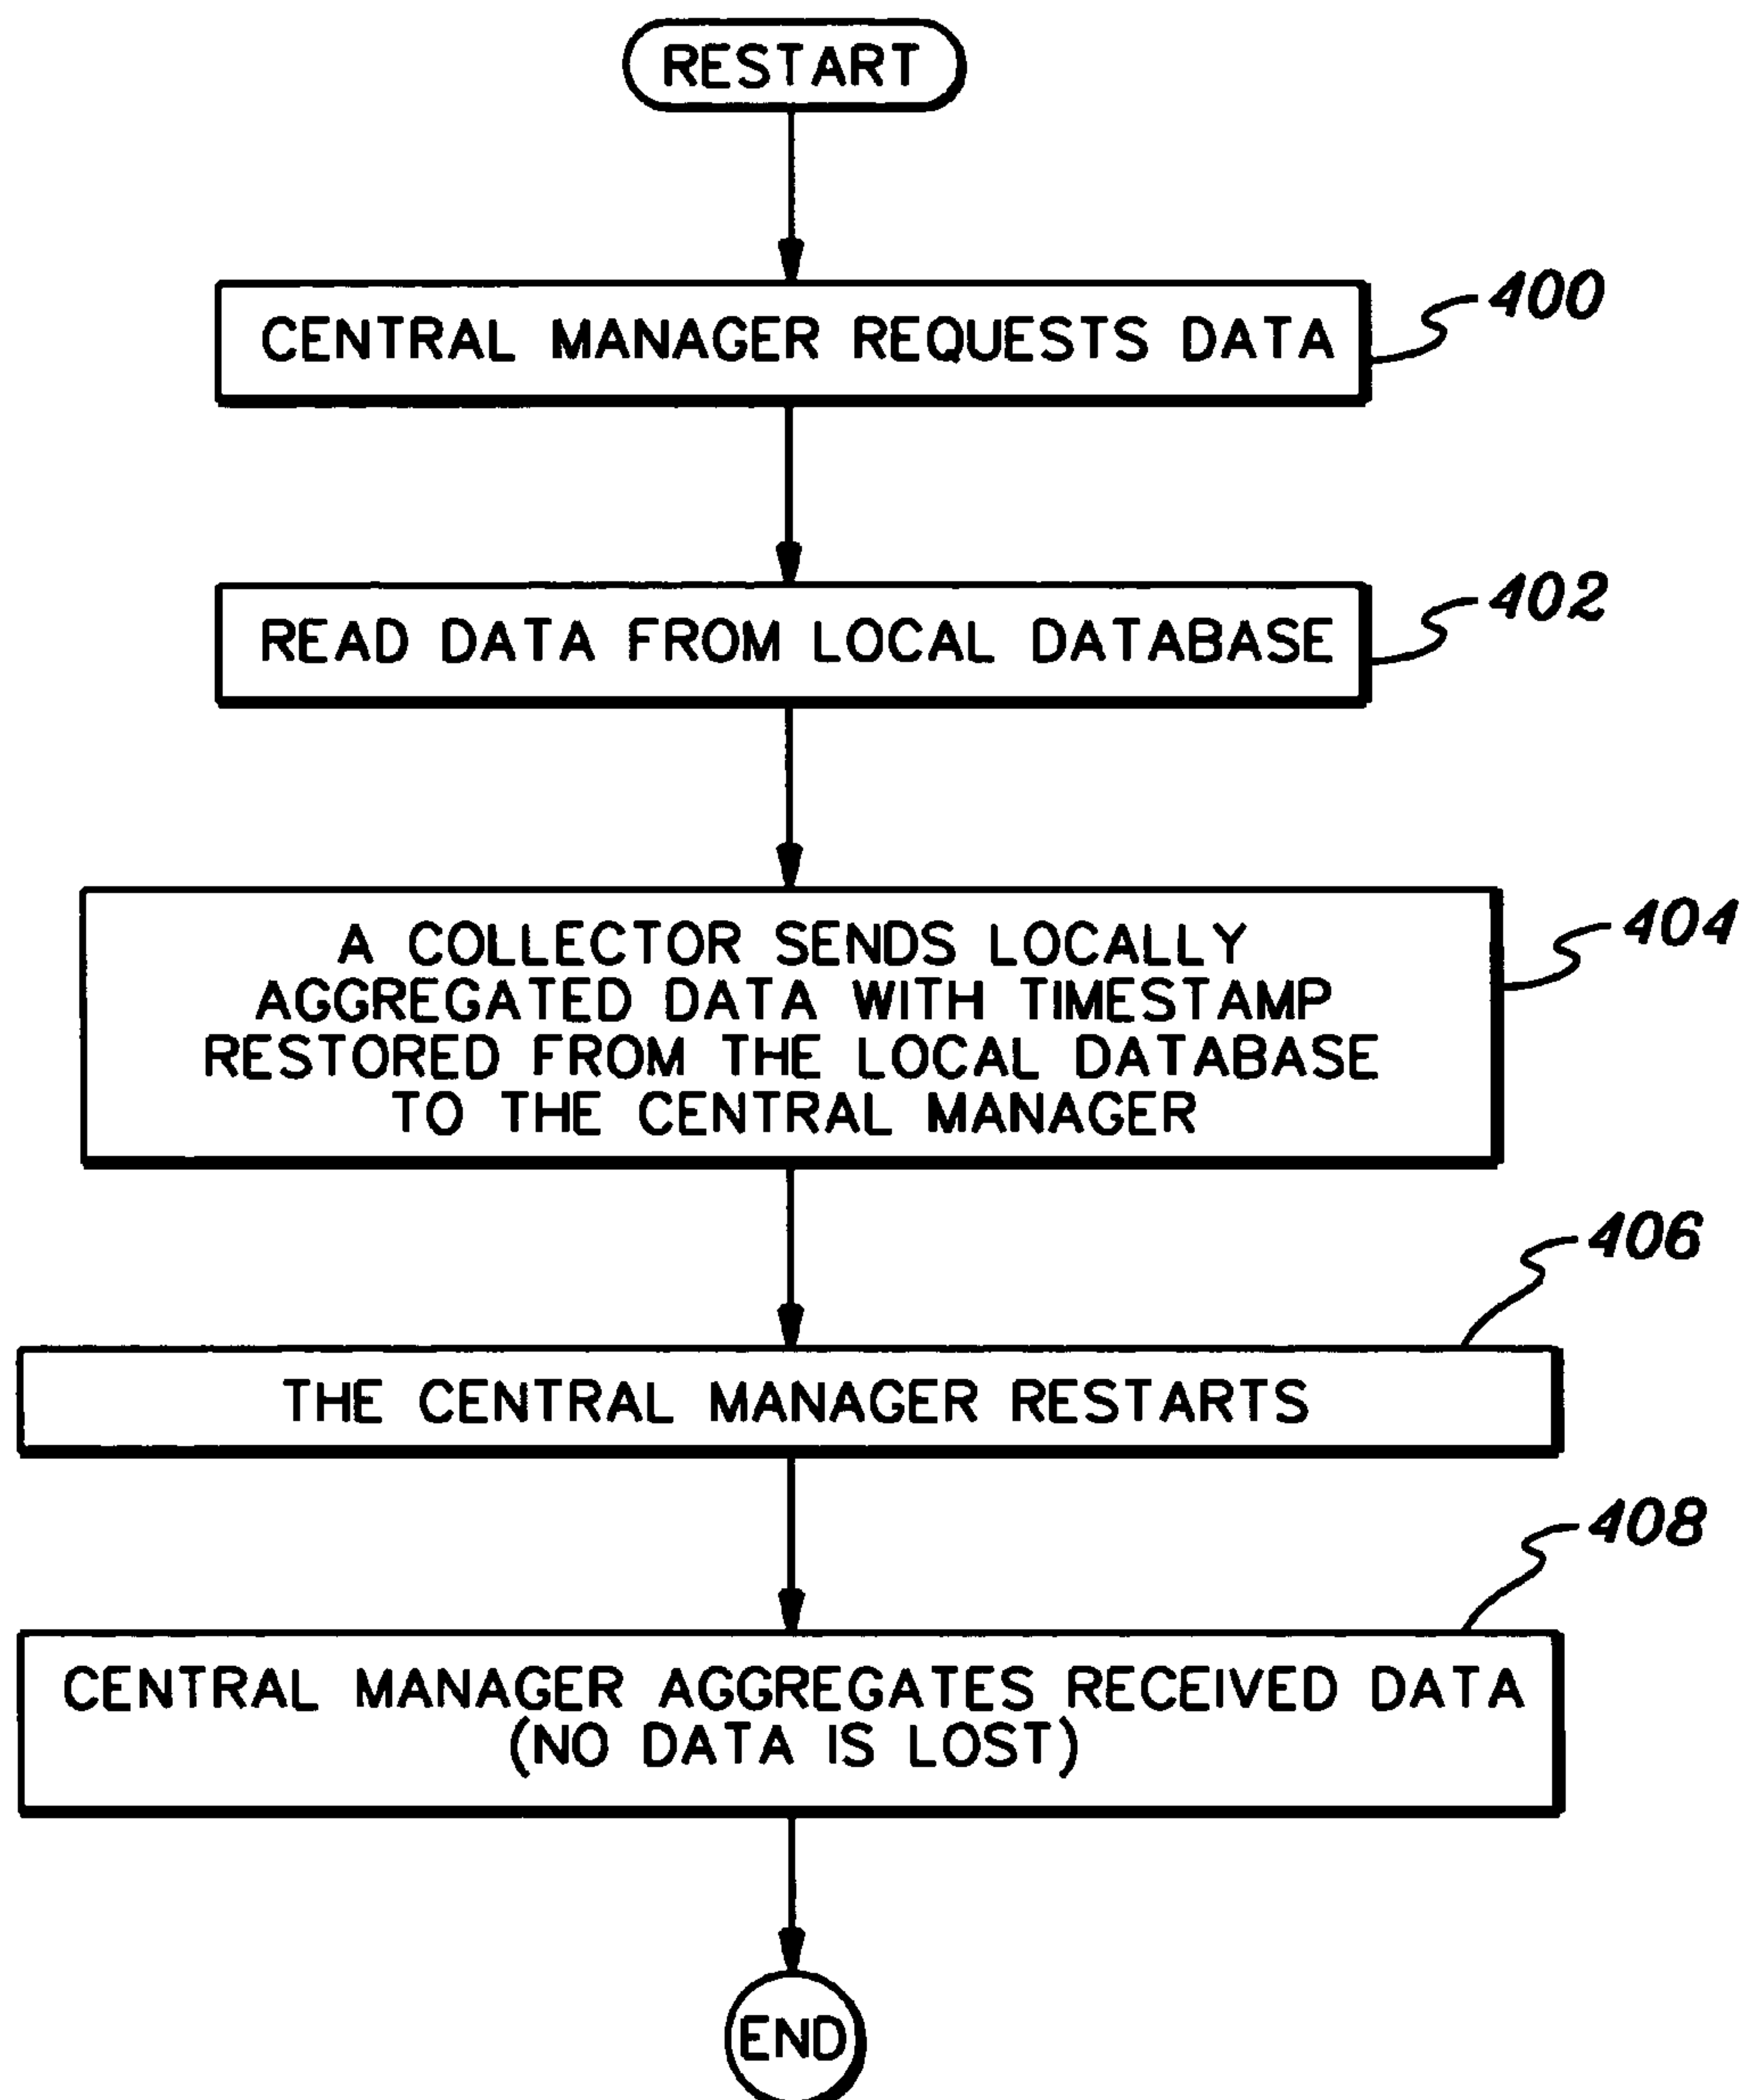 RESTART
CENTRAL MANAGER REQUESTS DATA
400
READ DATA FROM LOCAL DATABASE
402
A COLLECTOR SENDS LOCALLY
AGGREGATED DATA WITH TIMESTAMP
RESTORED FROM THE LOCAL DATABASE
TO THE CENTRAL MANAGER
404
THE CENTRAL MANAGER RESTARTS
406
CENTRAL MANAGER AGGREGATES RECEIVED DATA
(NO DATA IS LOST)
408
END